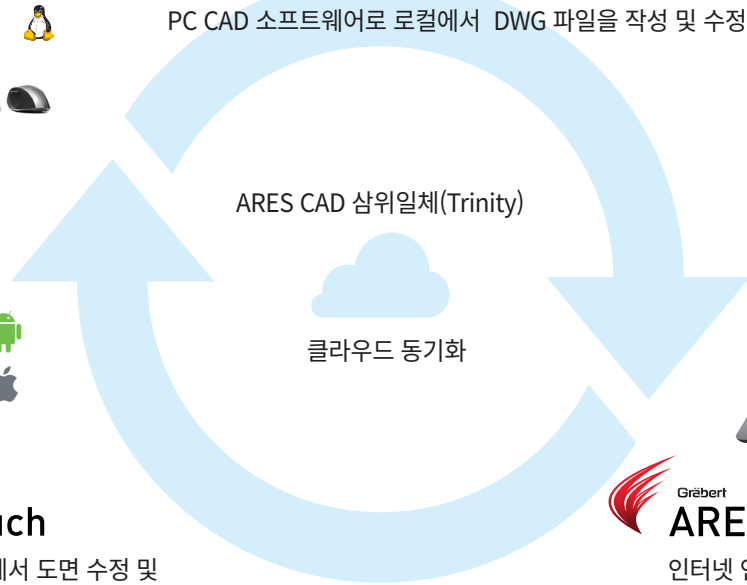 PC CAD 소프트웨어로 로컬에서 DWG 파일을 작성 및 수정
ARES CAD 삼위일체(Trinity)
클라우드 동기화
Gräbert
ARE
uch
에서 도면 수정 및
인터넷